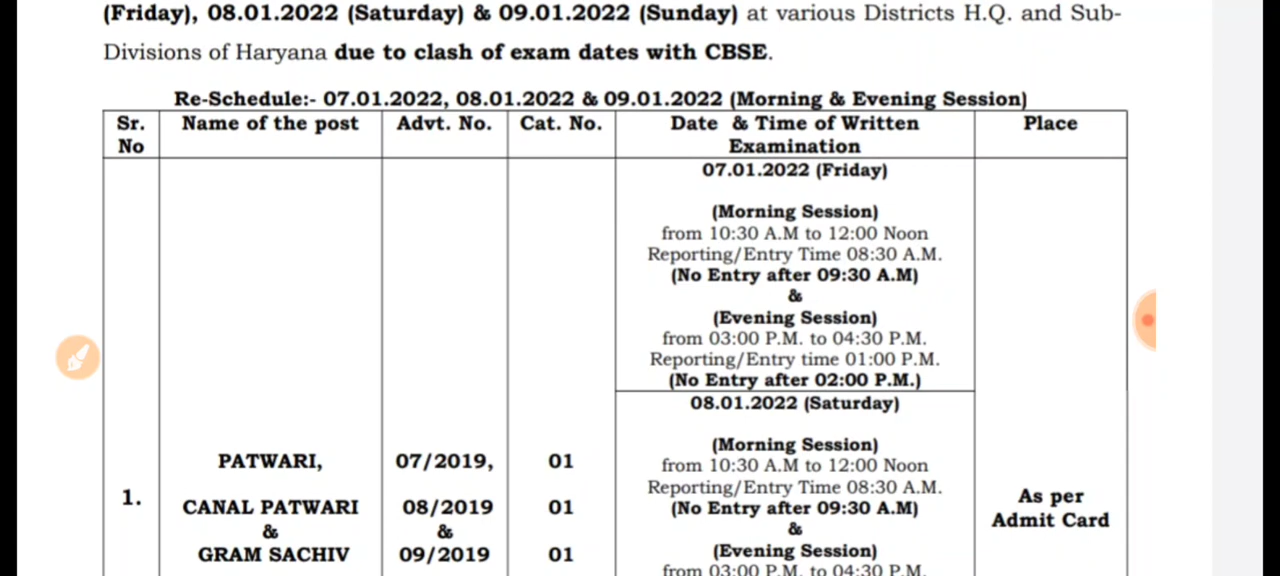 (Friday), 08.01.2022 (Saturday) & 09.01.2022 (Sunday) at various Districts H.Q. and Sub-
Divisions of Haryana due to clash of exam dates with CBSE.
Re-Schedule:- 07.01.2022, 08.01.2022 & 09.01.2022 (Morning & Evening Session)
Sr. No
Name of the post
Advt. No.
Cat. No.
Date & Time of Written
Examination
Place
07.01.2022 (Friday)
(Morning Session)
from 10:30 A.M to 12:00 Noon
Reporting/Entry Time 08:30 A.M.
(No Entry after 09:30 A.M)
&
(Evening Session)
from 03:00 P.M. to 04:30 P.M.
Reporting/Entry time 01:00 P.M.
(No Entry after 02:00 P.M.)
1.
PATWARI,
CANAL PATWARI
&
GRAM SACHIV
07/2019,
08/2019
&
09/2019
01
01
01
08.01.2022 (Saturday)
(Morning Session)
from 10:30 A.M to 12:00 Noon
Reporting/Entry Time 08:30 A.M.
(No Entry after 09:30 A.M)
&
(Evening Session)
from 03:00 P.M. to 04:30 P.M.
As per
Admit Card